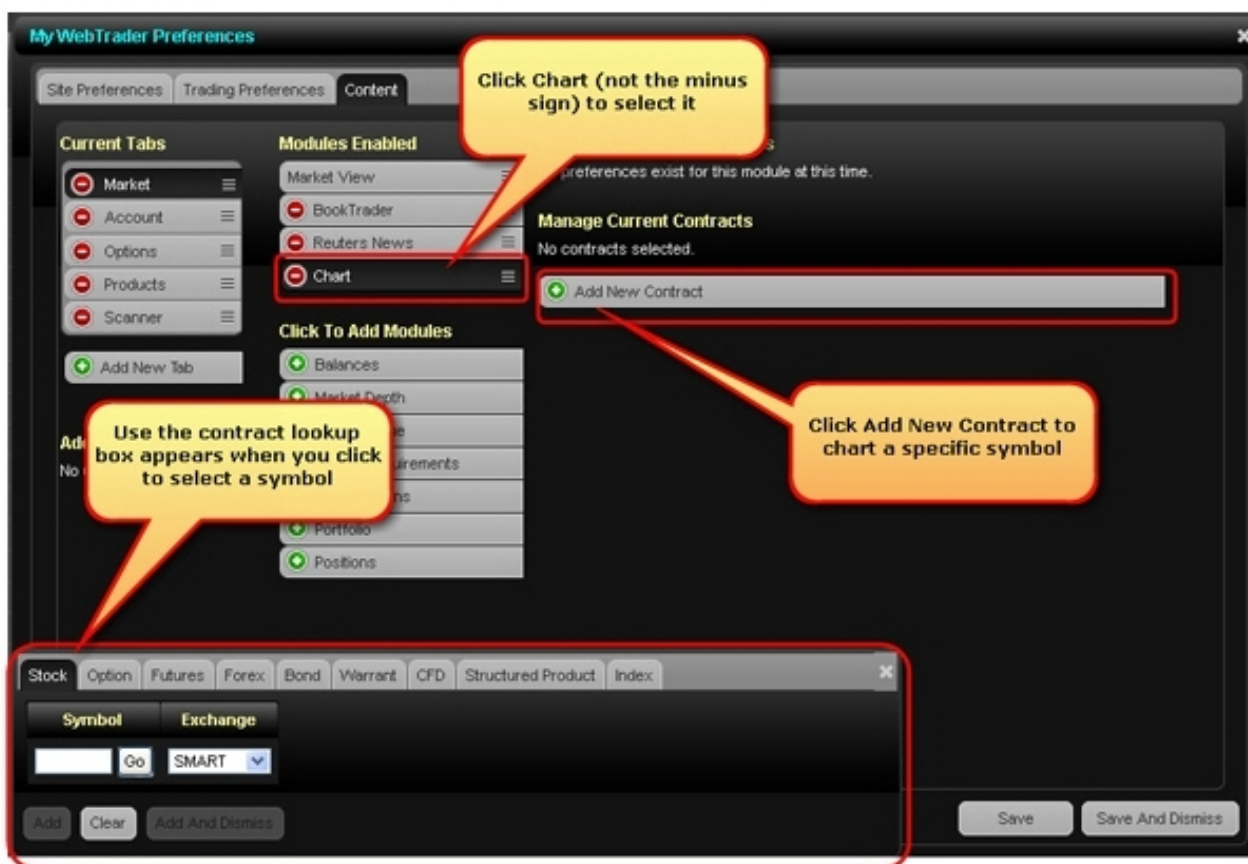 My WebTrader Preferences
Site Preferences Trading Preferences Content
Click Chart (not the minus
sign) to select it
Current Tabs
Market
Account
Options
Products
Scanner
Add New Tab
Modules Enabled
Market View
BookTrader
Reuters News
Chart
Click To Add Modules
Balances
Market Depth
Portfolio
Positions
preferences exist for this module at this time.
Manage Current Contracts
No contracts selected.
Add New Contract
Click Add New Contract to
chart a specific symbol
Use the contract lookup
box appears when you click
to select a symbol
No
Stock Option Futures Forex Bond Warrant CFD Structured Product Index
Symbol Exchange
Go SMART
Add Clear Add And Dismiss
Save Save And Dismiss